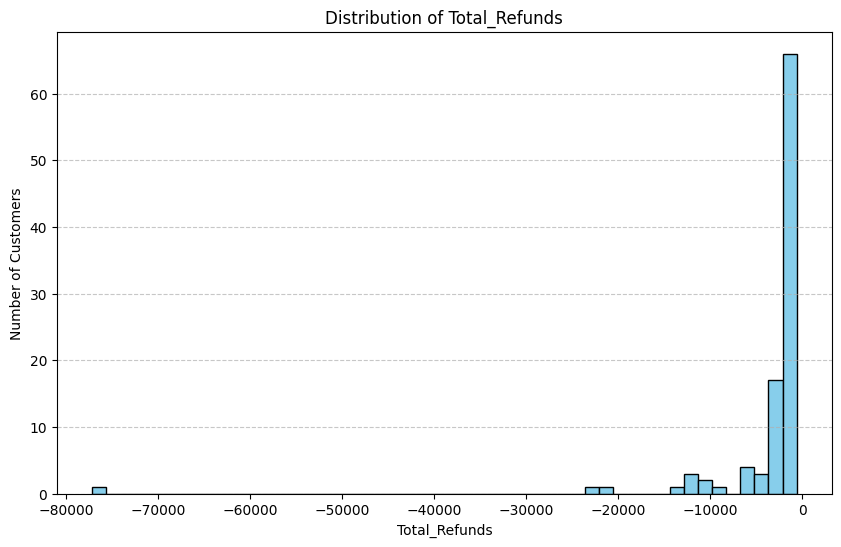 Distribution of Total_Refunds
Number of Customers
60
50
40
30
20
10
0
−80000 −70000 −60000 −50000 −40000 −30000 −20000 −10000 0
Total_Refunds